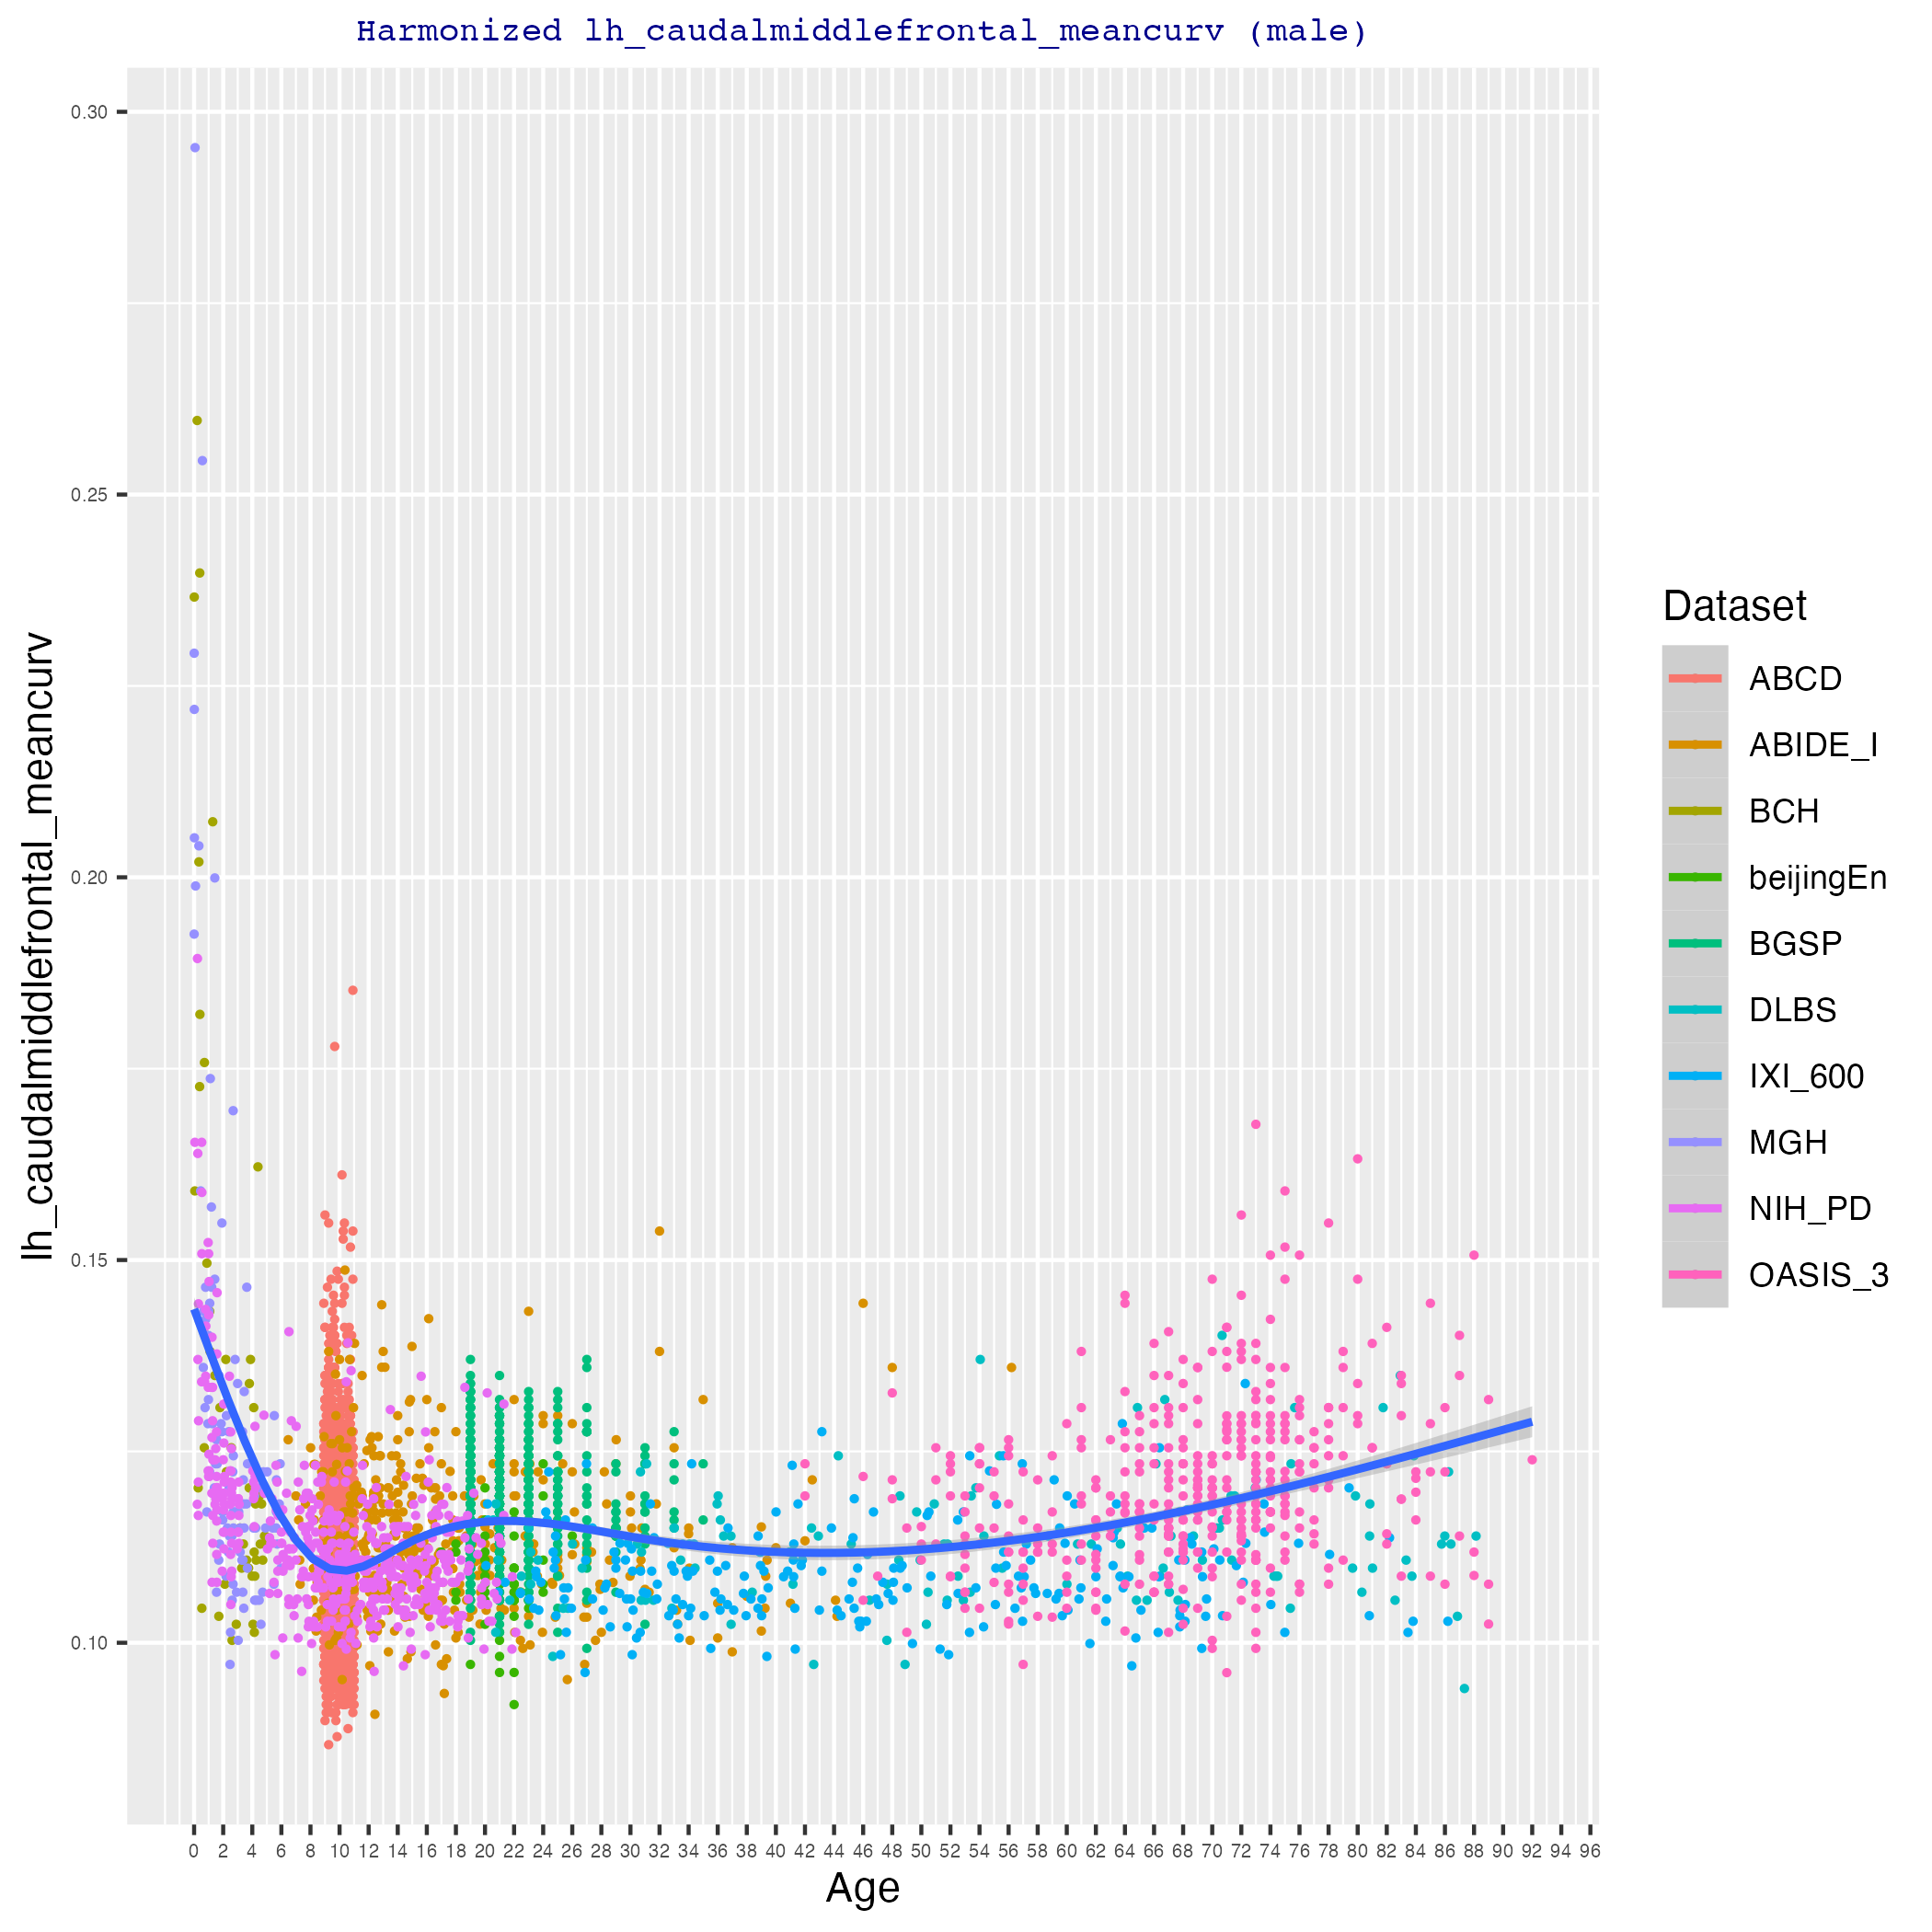 Harmonized lh_caudalmiddlefrontal_meancurv (male)
lh_caudalmiddlefrontal_meancurv
0.30
0.25
0.20
0.15
0.10
0 2 4 6 8 10 12 14 16 18 20 22 24 26 28 30 32 34 36 38 40 42 44 46 48 50 52 54 56 58 60 62 64 66 68 70 72 74 76 78 80 82 84 86 88 90 92 94 96
Age
Dataset
ABCD
ABIDE_I
BCH
beijingEn
BGSP
DLBS
IXI_600
MGH
NIH_PD
OASIS_3